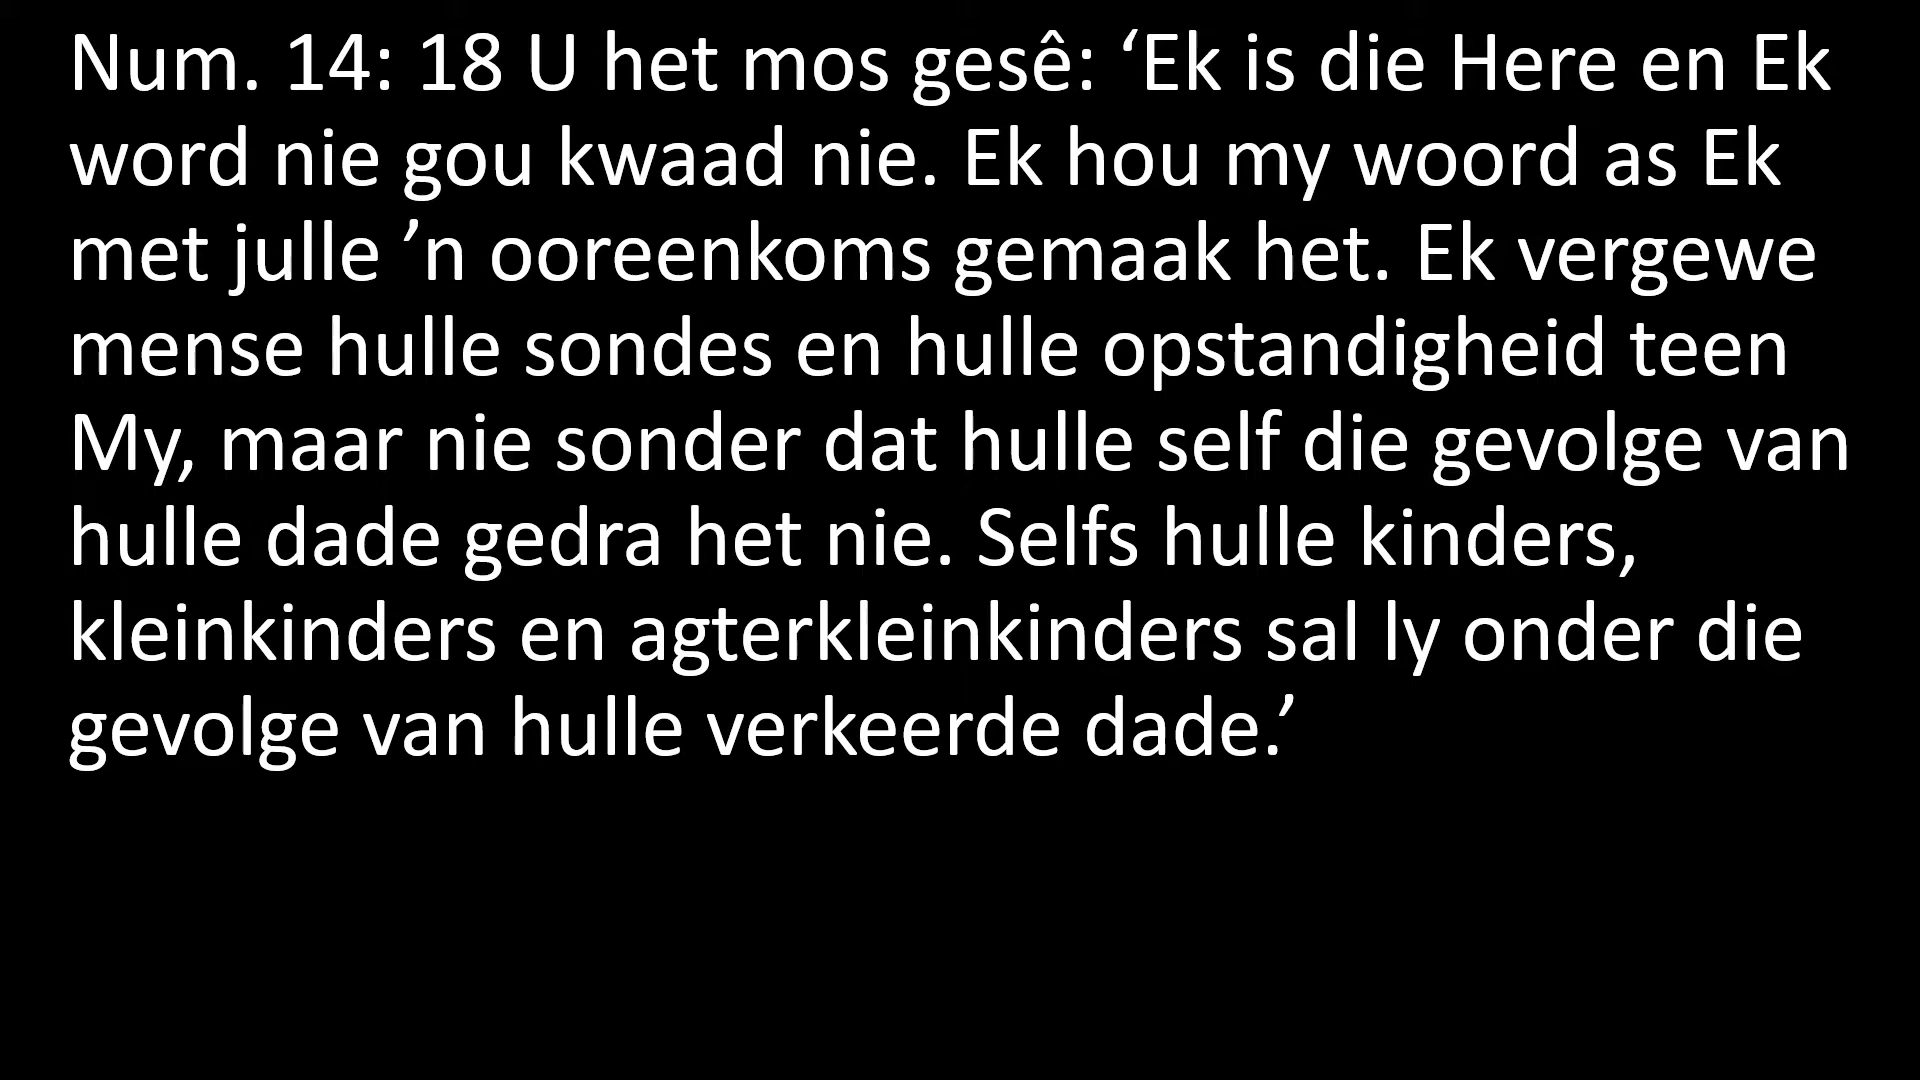 Num. 14: 18 U het mos gesê: ‘Ek is die Here en Ek
word nie gou kwaad nie. Ek hou my woord as Ek
met julle ’n ooreenkoms gemaak het. Ek vergewe
mense hulle sondes en hulle opstandigheid teen
My, maar nie sonder dat hulle self die gevolge van
hulle dade gedra het nie. Selfs hulle kinders,
kleinkinders en agterkleinkinders sal ly onder die
gevolge van hulle verkeerde dade.’